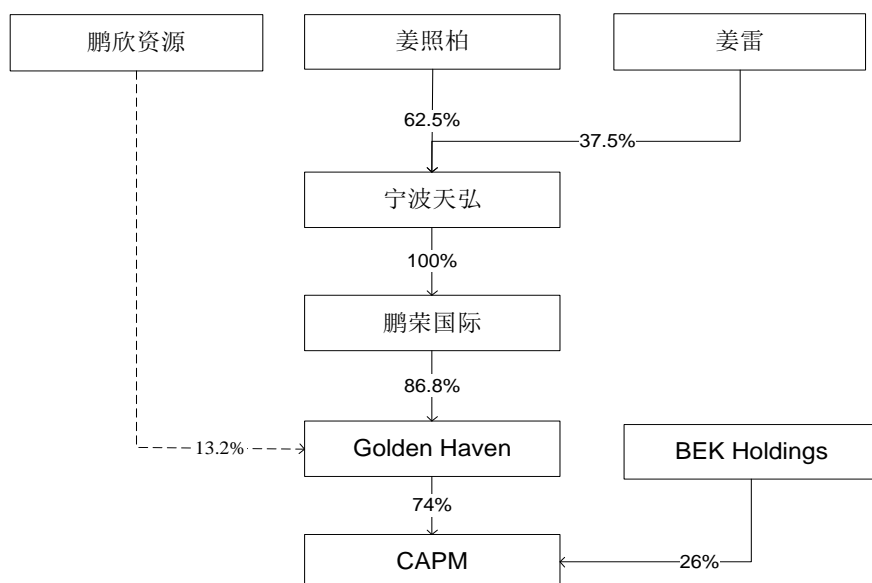 鹏欣资源
姜照柏
姜雷
62.5%
37.5%
宁波天弘
100%
鹏荣国际
86.8%
13.2%
Golden Haven
BEK Holdings
74%
CAPM
26%